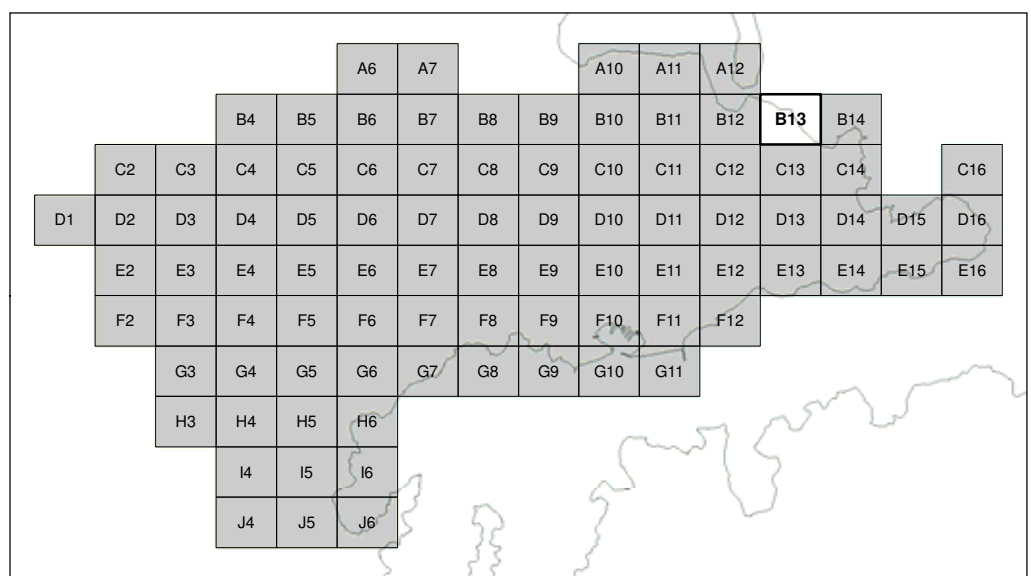 A6 A7 A10 A11 A12
B4 B5 B6 B7 B8 B9 B10 B11 B12 B13 B14
C2 C3 C4 C5 C6 C7 C8 C9 C10 C11 C12 C13 C14 C16
D1 D2 D3 D4 D5 D6 D7 D8 D9 D10 D11 D12 D13 D14 D15 D16
E2 E3 E4 E5 E6 E7 E8 E9 E10 E11 E12 E13 E14 E15 E16
F2 F3 F4 F5 F6 F7 F8 F9 F10 F11 F12
G3 G4 G5 G6 G7 G8 G9 G10 G11
H3 H4 H5 H6
I4 I5 I6
J4 J5 J6